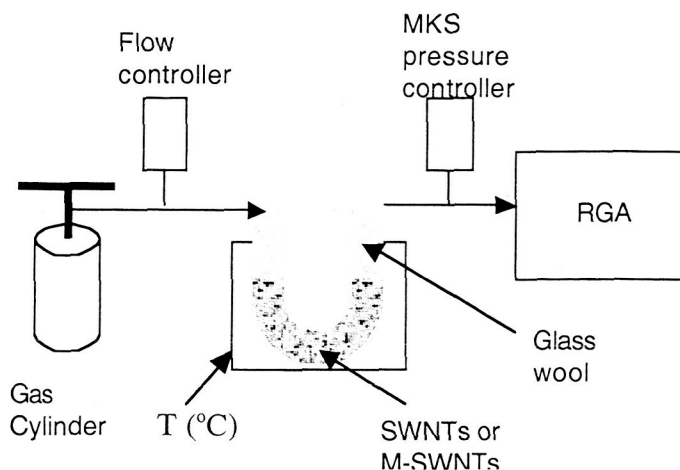 Flow
controller
MKS
pressure
controller
RGA
Gas
Cylinder
T (°C)
Glass
wool
SWNTs or
M-SWNTs